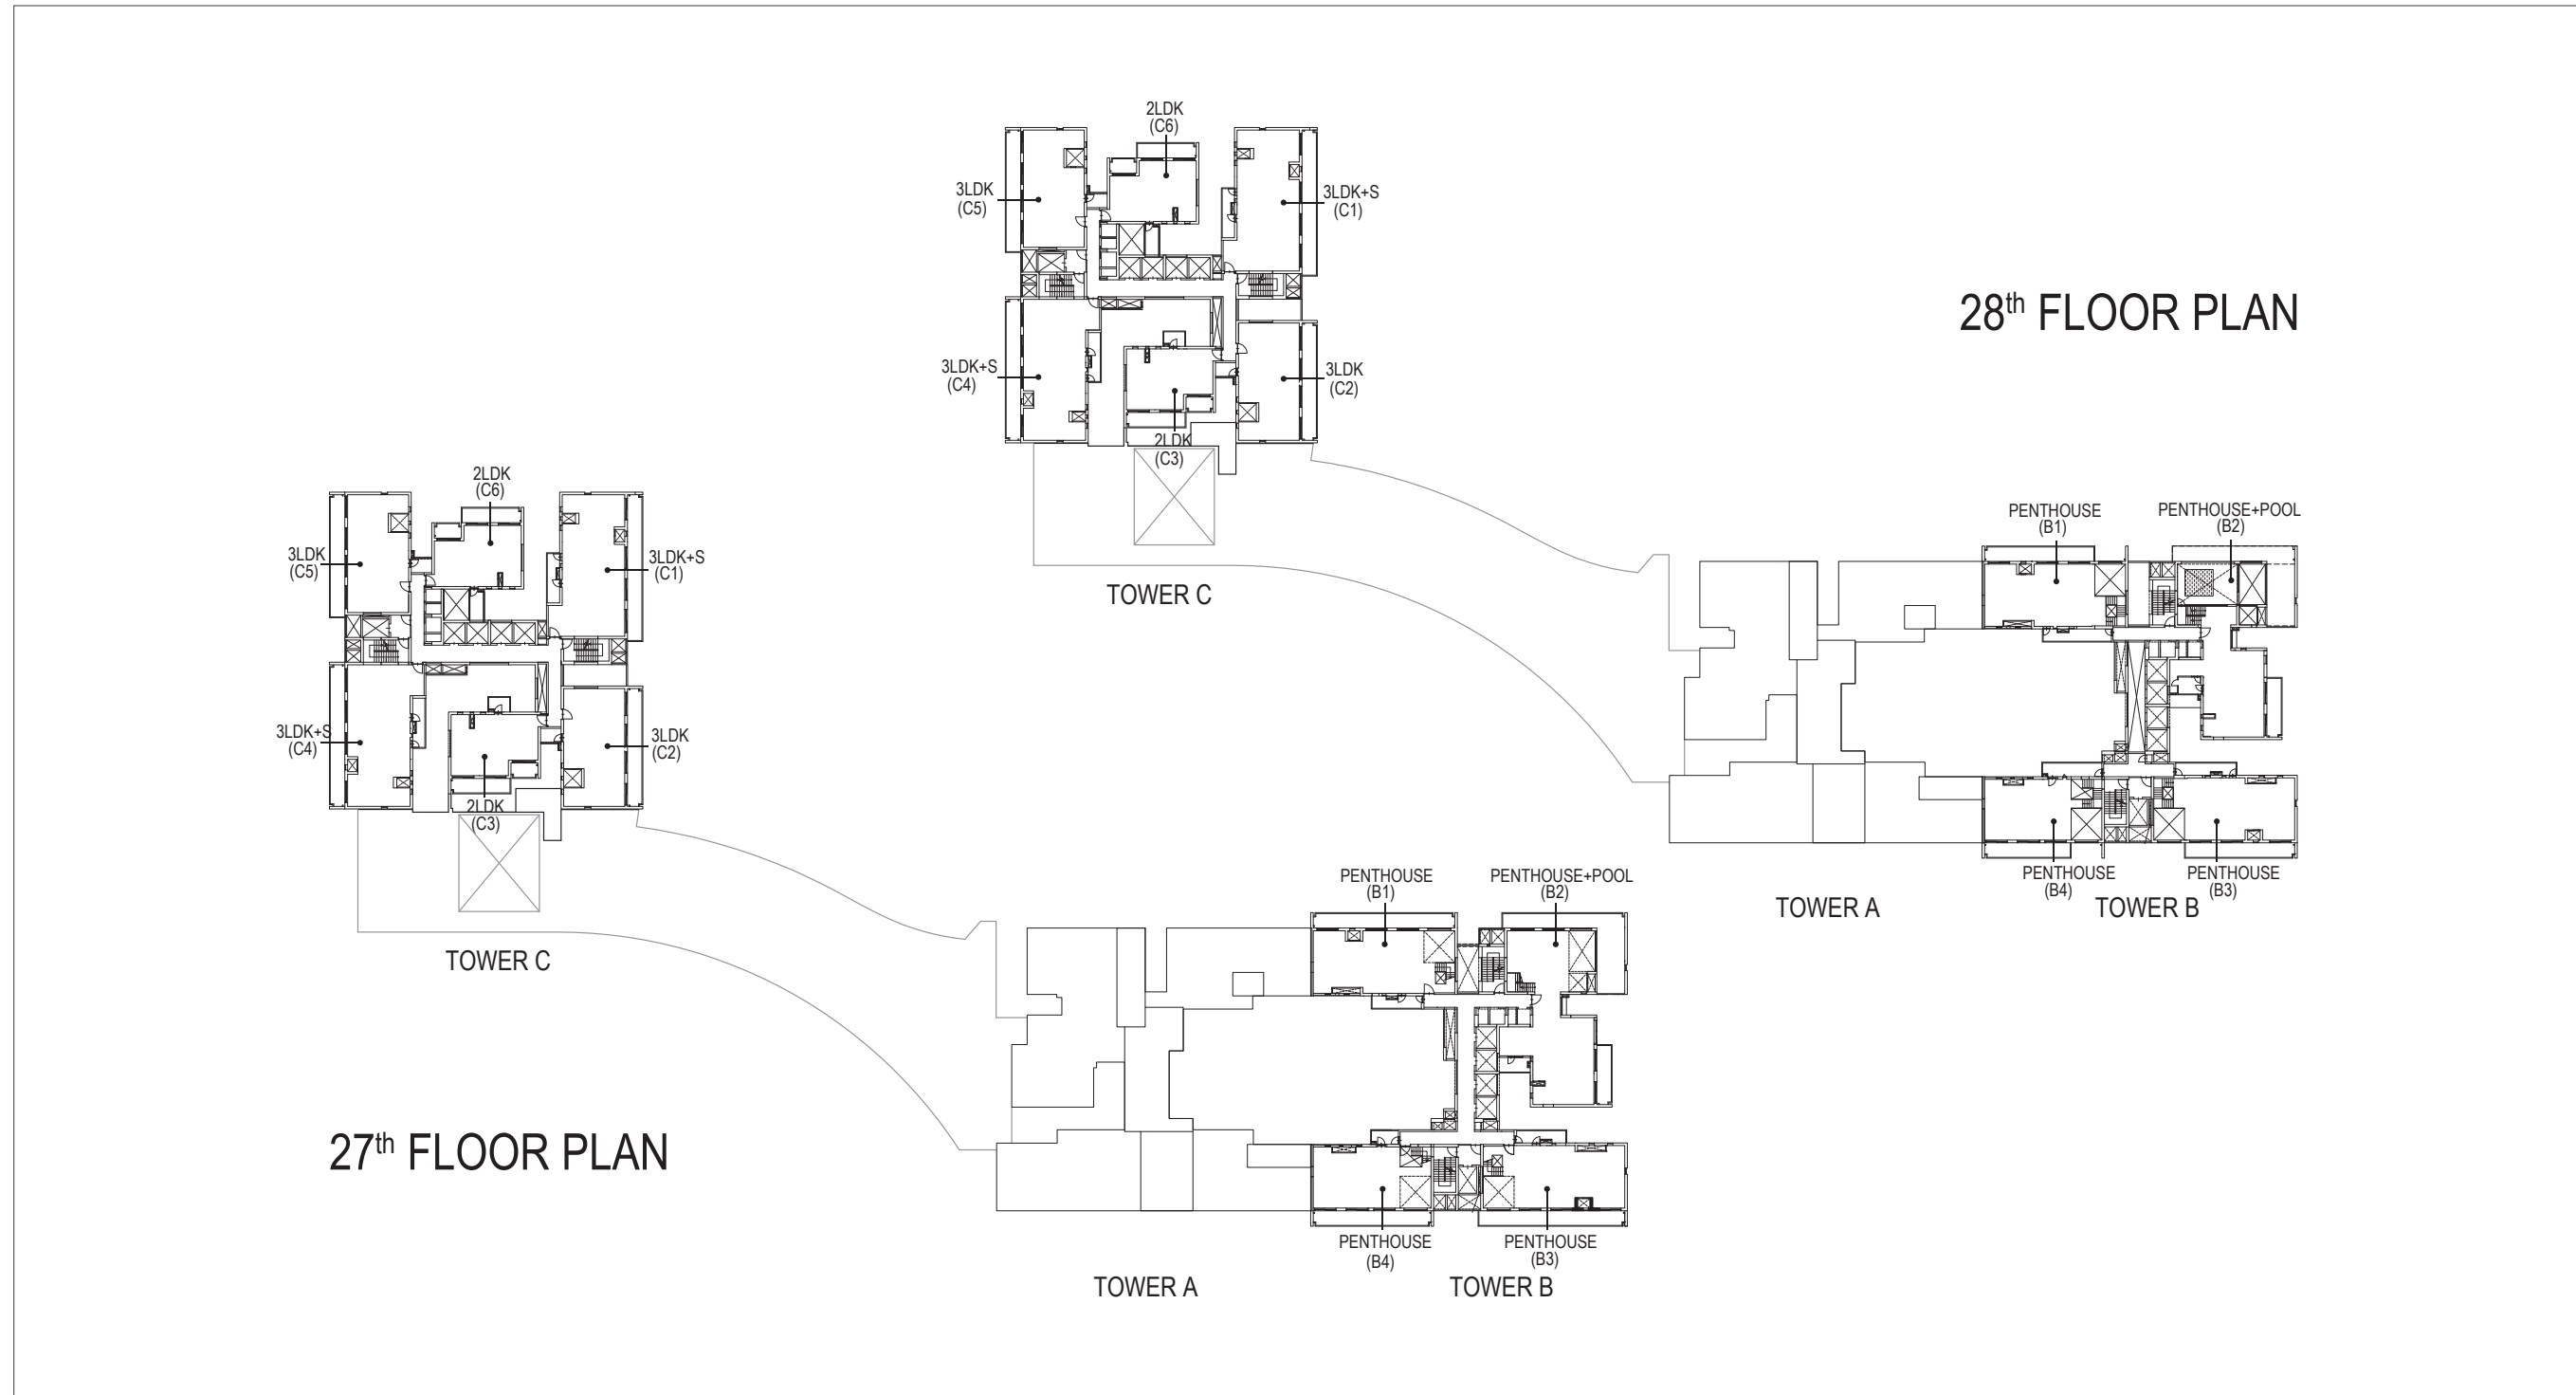 2LDK
(C6)
3LDK
(C5)
3LDK+S
(C1)
3LDK+S
(C4)
3LDK
(C2)
2LDK
(C3)
TOWER C
28th FLOOR PLAN
PENTHOUSE
(B1)
PENTHOUSE+POOL
(B2)
PENTHOUSE
(B4)
PENTHOUSE
(B3)
TOWER A
TOWER B
2LDK
(C6)
3LDK
(C5)
3LDK+S
(C1)
3LDK+S
(C4)
3LDK
(C2)
2LDK
(C3)
TOWER C
27th FLOOR PLAN
PENTHOUSE
(B1)
PENTHOUSE+POOL
(B2)
PENTHOUSE
(B4)
PENTHOUSE
(B3)
TOWER A
TOWER B